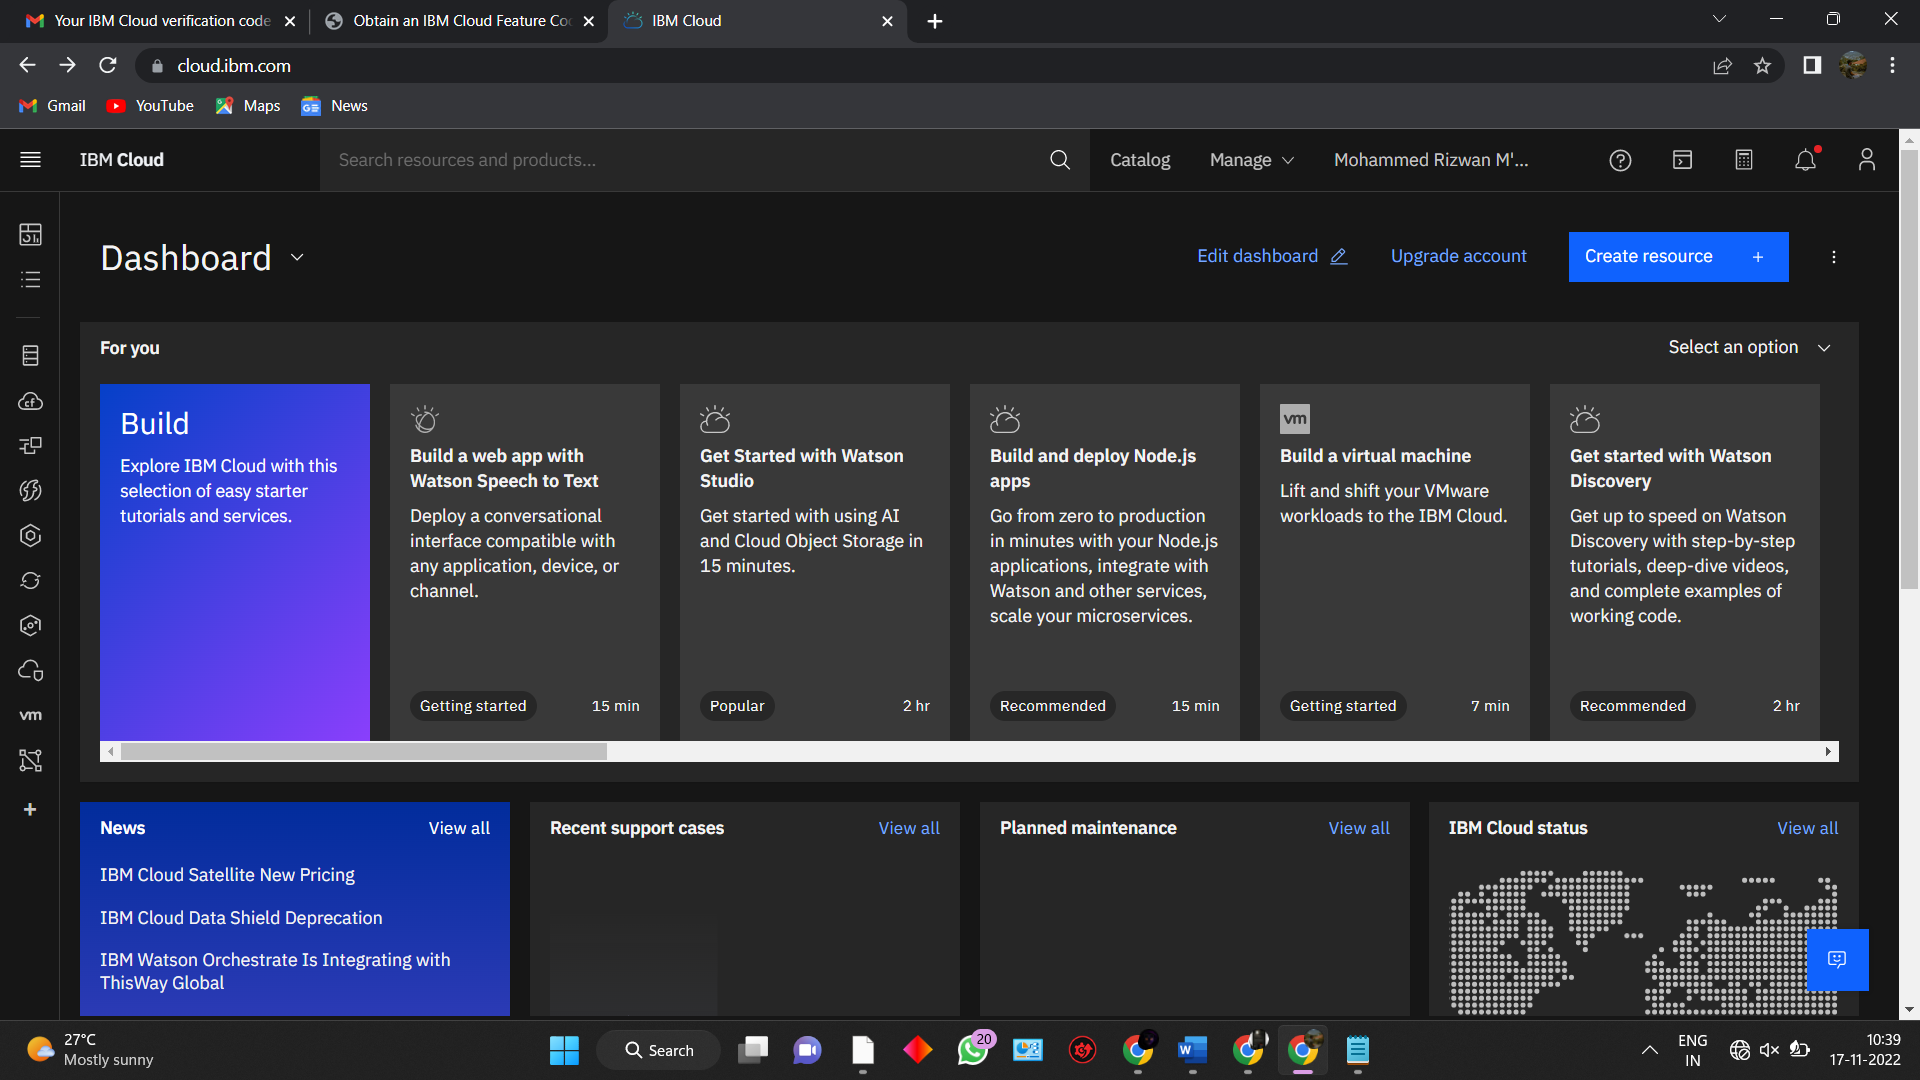 Your IBM Cloud verification code
Obtain an IBM Cloud Feature Co
IBM Cloud
cloud.ibm.com
Gmail
YouTube
Maps
News
IBM Cloud
Search resources and products...
Catalog
Manage
Mohammed Rizwan M'...
Dashboard
Edit dashboard
Upgrade account
Create resource +
For you
Select an option
Build
Explore IBM Cloud with this
selection of easy starter
tutorials and services.
Build a web app with
Watson Speech to Text
Deploy a conversational
interface compatible with
any application, device, or
channel.
Getting started
15 min
Get Started with Watson
Studio
Get started with using AI
and Cloud Object Storage in
15 minutes.
Popular
2 hr
Build and deploy Node.js
apps
Go from zero to production
in minutes with your Node.js
applications, integrate with
Watson and other services,
scale your microservices.
Recommended
15 min
vm
Build a virtual machine
Lift and shift your VMware
workloads to the IBM Cloud.
Getting started
7 min
Get started with Watson
Discovery
Get up to speed on Watson
Discovery with step-by-step
tutorials, deep-dive videos,
and complete examples of
working code.
Recommended
2 hr
cf
vm
News
View all
IBM Cloud Satellite New Pricing
IBM Cloud Data Shield Deprecation
IBM Watson Orchestrate Is Integrating with
ThisWay Global
Recent support cases
View all
Planned maintenance
View all
IBM Cloud status
View all
27°C
Mostly sunny
Search
20
ENG
IN
10:39
17-11-2022